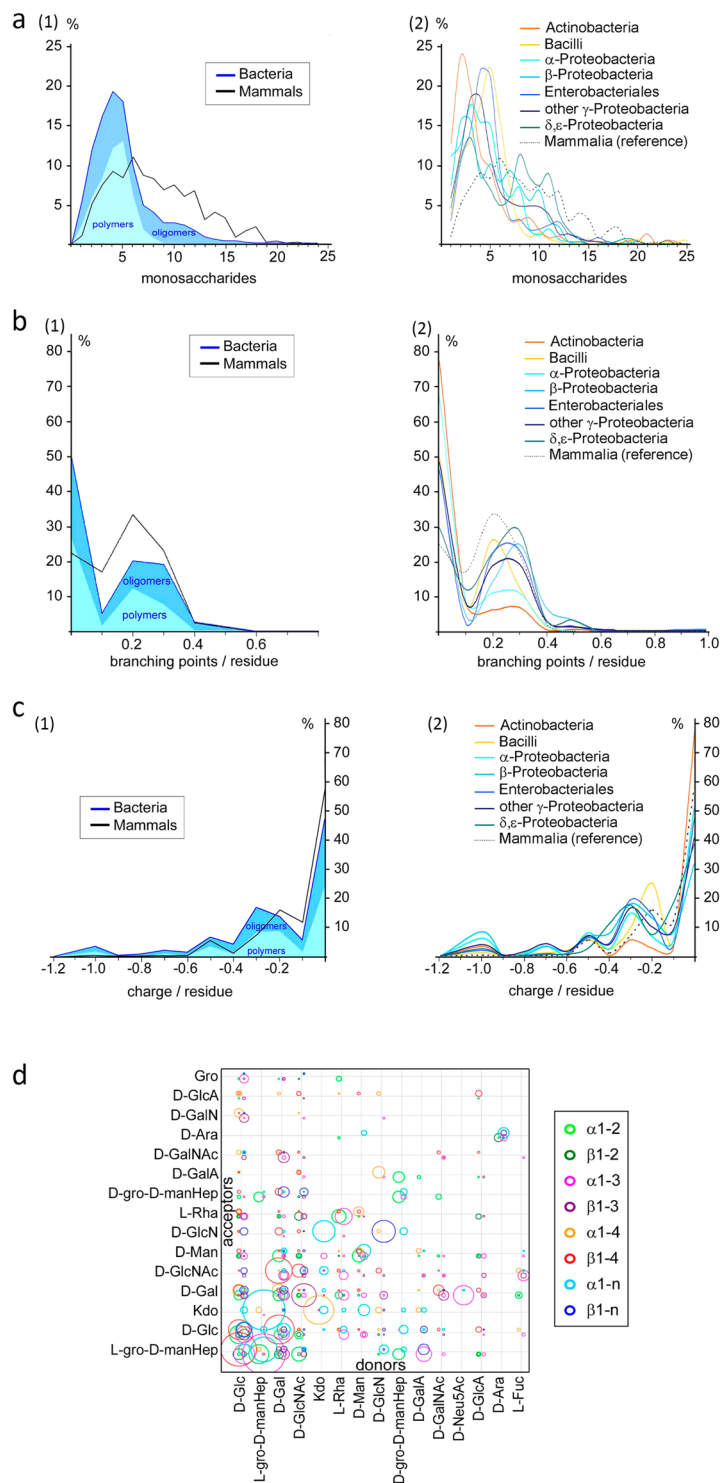 a
(1)
%
25
20
15
10
5
0
5
10
15
20
25
monosaccharides
Bacteria
Mammals
polymers
oligomers
(2)
%
25
20
15
10
5
0
5
10
15
20
25
monosaccharides
Actinobacteria
Bacilli
α-Proteobacteria
β-Proteobacteria
Enterobacteriales
other γ-Proteobacteria
δ,ε-Proteobacteria
Mammalia (reference)
b
(1)
%
80
70
60
50
40
30
20
10
0.2
0.4
0.6
branching points / residue
Bacteria
Mammals
oligomers
polymers
(2)
%
80
70
60
50
40
30
20
10
0.2
0.4
0.6
0.8
1.0
branching points / residue
Actinobacteria
Bacilli
α-Proteobacteria
β-Proteobacteria
Enterobacteriales
other γ-Proteobacteria
δ,ε-Proteobacteria
Mammalia (reference)
c
(1)
%
80
70
60
50
40
30
20
10
-1.2
-1.0
-0.8
-0.6
-0.4
-0.2
charge / residue
Bacteria
Mammals
oligomers
polymers
(2)
%
80
70
60
50
40
30
20
10
-1.2
-1.0
-0.8
-0.6
-0.4
-0.2
charge / residue
Actinobacteria
Bacilli
α-Proteobacteria
β-Proteobacteria
Enterobacteriales
other γ-Proteobacteria
δ,ε-Proteobacteria
Mammalia (reference)
d
acceptors
Gro
D-GlcA
D-GalN
D-Ara
D-GalNAc
D-GalA
D-gro-D-manHep
L-Rha
D-GlcN
D-Man
D-GlcNAc
D-Gal
Kdo
D-Glc
L-gro-D-manHep
donors
D-Glc
L-gro-D-manHep
D-Gal
D-GlcNAc
Kdo
L-Rha
D-Man
D-GlcN
D-gro-D-manHep
D-GalA
D-GalNAc
D-Neu5Ac
D-GlcA
D-Ara
L-Fuc
α1-2
β1-2
α1-3
β1-3
α1-4
β1-4
α1-n
β1-n